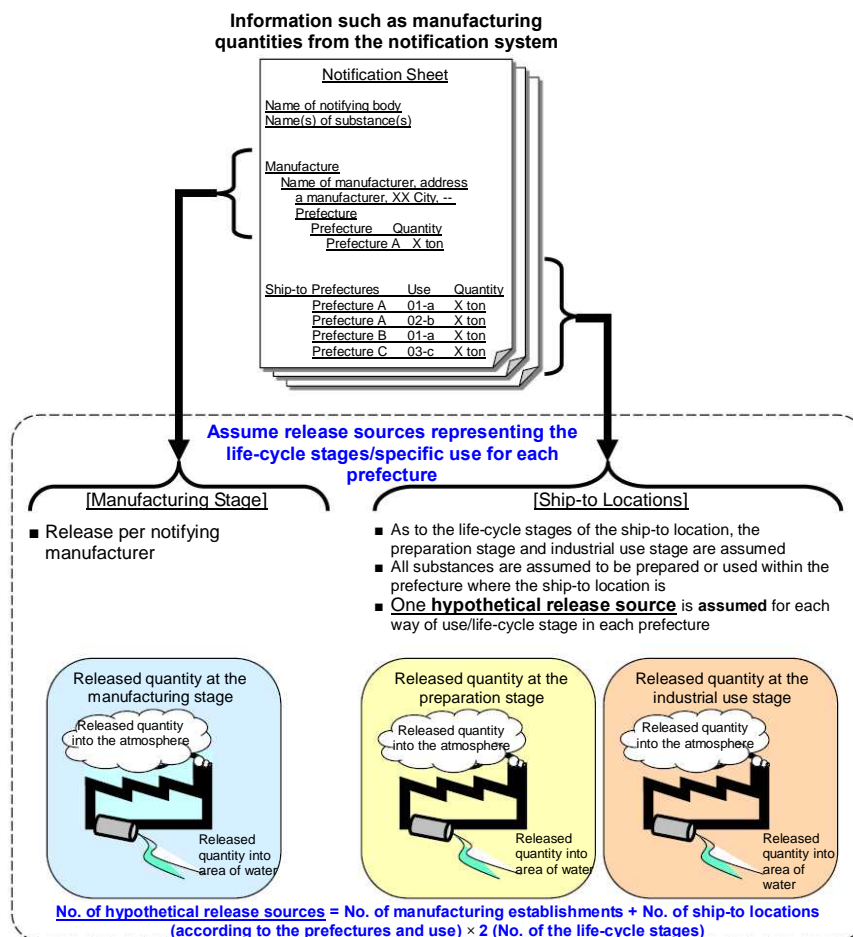 Information such as manufacturing
quantities from the notification system
Notification Sheet
Name of notifying body
Name(s) of substance(s)
Manufacture
Name of manufacturer, address
a manufacturer, XX City, --
Prefecture
Prefecture Quantity
Prefecture A X ton
Ship-to Prefectures Use Quantity
Prefecture A 01-a X ton
Prefecture A 02-b X ton
Prefecture B 01-a X ton
Prefecture C 03-c X ton
Assume release sources representing the
life-cycle stages/specific use for each
prefecture
[Manufacturing Stage]
■ Release per notifying
manufacturer
[Ship-to Locations]
■ As to the life-cycle stages of the ship-to location, the
preparation stage and industrial use stage are assumed
■ All substances are assumed to be prepared or used within the
prefecture where the ship-to location is
■ One hypothetical release source is assumed for each
way of use/life-cycle stage in each prefecture
Released quantity at the
manufacturing stage
Released quantity
into the atmosphere
Released
quantity into
area of water
Released quantity at the
preparation stage
Released quantity
into the atmosphere
Released
quantity into
area of water
Released quantity at the
industrial use stage
Released quantity
into the atmosphere
Released
quantity into
area of
water
No. of hypothetical release sources = No. of manufacturing establishments + No. of ship-to locations
(according to the prefectures and use) × 2 (No. of the life-cycle stages)